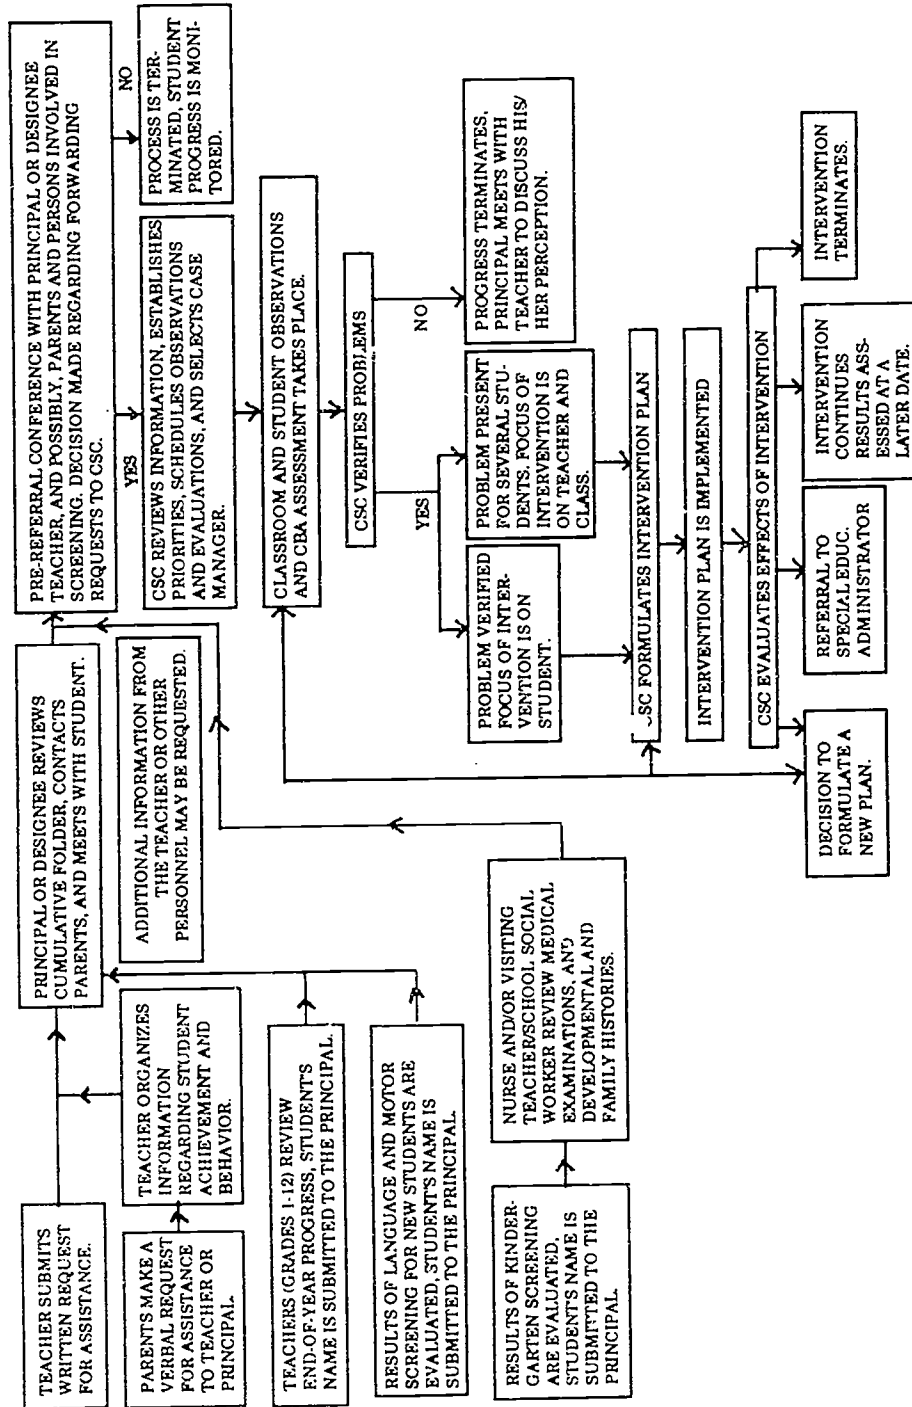 TEACHER SUBMITS
WRITTEN REQUEST
FOR ASSISTANCE.
PARENTS MAKE A
VERBAL REQUEST
FOR ASSISTANCE
TO TEACHER OR
PRINCIPAL.
TEACHER ORGANIZES
INFORMATION
REGARDING STUDENT
ACHIEVEMENT AND
BEHAVIOR.
TEACHERS (GRADES 1-12) REVIEW
END-OF-YEAR PROGRESS, STUDENT'S
NAME IS SUBMITTED TO THE PRINCIPAL.
RESULTS OF LANGUAGE AND MOTOR
SCREENING FOR NEW STUDENTS ARE
EVALUATED, STUDENT'S NAME IS
SUBMITTED TO THE PRINCIPAL.
RESULTS OF KINDER-
GARTEN SCREENING
ARE EVALUATED,
STUDENT'S NAME IS
SUBMITTED TO THE
PRINCIPAL.
NURSE AND/OR VISITING
TEACHER/SCHOOL SOCIAL
WORKER REVIEW MEDICAL
EXAMINATIONS, AND
DEVELOPMENTAL AND
FAMILY HISTORIES.
PRINCIPAL OR DESIGNEE REVIEWS
CUMULATIVE FOLDER, CONTACTS
PARENTS, AND MEETS WITH STUDENT.
ADDITIONAL INFORMATION FROM
THE TEACHER OR OTHER
PERSONNEL MAY BE REQUESTED.
PRE-REFERRAL CONFERENCE WITH PRINCIPAL OR DESIGNEE
TEACHER, AND POSSIBLY, PARENTS AND PERSONS INVOLVED IN
SCREENING. DECISION MADE REGARDING FORWARDING
REQUESTS TO CSC.
YES
NO
CSC REVIEWS INFORMATION, ESTABLISHES
PRIORITIES, SCHEDULES OBSERVATIONS
AND EVALUATIONS, AND SELECTS CASE
MANAGER.
PROCESS IS TER-
MINATED, STUDENT
PROGRESS IS MONI-
TORED.
CLASSROOM AND STUDENT OBSERVATIONS
AND CBA ASSESSMENT TAKES PLACE.
CSC VERIFIES PROBLEMS
YES
NO
PROBLEM VERIFIED
FOCUS OF INTER-
VENTION IS ON
STUDENT.
PROBLEM PRESENT
FOR SEVERAL STU-
DENTS. FOCUS OF
INTERVENTION IS
ON TEACHER AND
CLASS.
PROGRESS TERMINATES,
PRINCIPAL MEETS WITH
TEACHER TO DISCUSS HIS/
HER PERCEPTION.
CSC FORMULATES INTERVENTION PLAN
INTERVENTION PLAN IS IMPLEMENTED
CSC EVALUATES EFFECTS OF INTERVENTION
DECISION TO
FORMULATE A
NEW PLAN.
REFERRAL TO
SPECIAL EDUC.
ADMINISTRATOR
INTERVENTION
CONTINUES
RESULTS ASS-
ESSED AT A
LATER DATE.
INTERVENTION
TERMINATES.